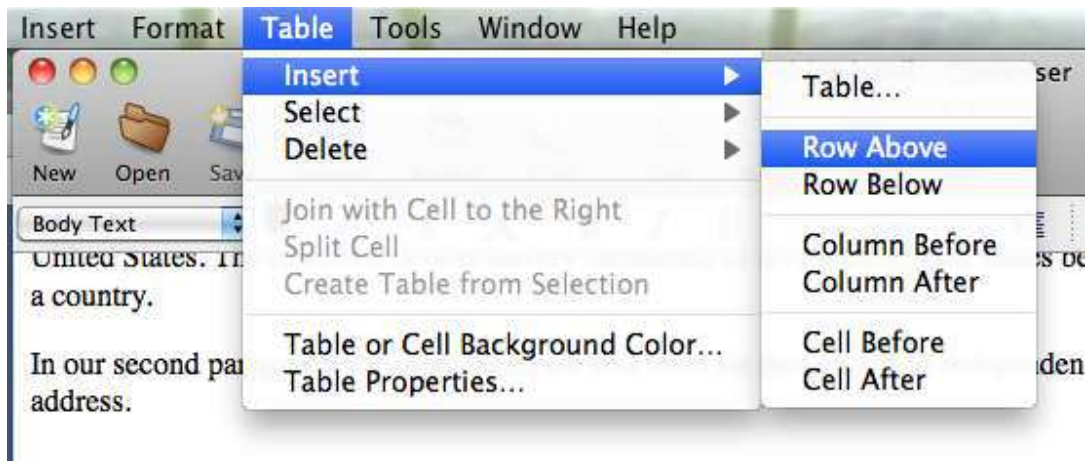 Insert Format Table Tools Window Help
Insert
Select
Delete
Join with Cell to the Right
Split Cell
Create Table from Selection
Table or Cell Background Color...
Table Properties...
Table...
Row Above
Row Below
Column Before
Column After
Cell Before
Cell After
New Open
Body Text
United States.
a country.
In our second
address.